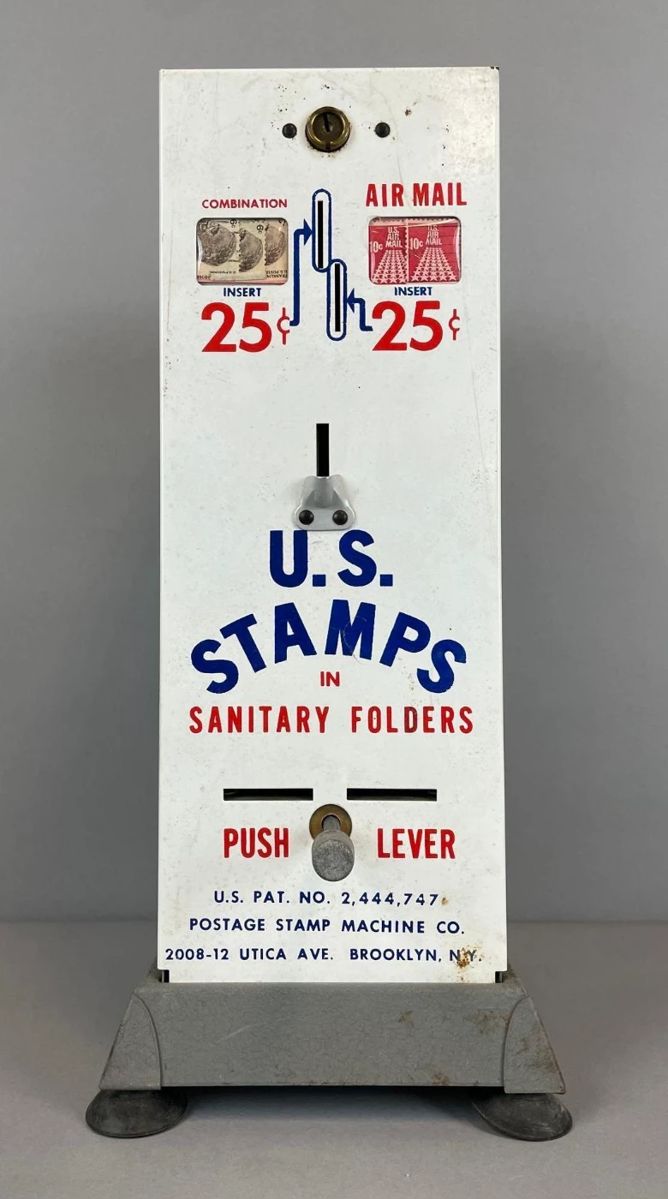 COMBINATION
AIR MAIL
U.S. AIR MAIL
10c
U.S. AIR MAIL
10c
INSERT
25¢
INSERT
25¢
U.S.
STAMPS
IN
SANITARY FOLDERS
PUSH LEVER
U.S. PAT. NO. 2,444,747
POSTAGE STAMP MACHINE CO.
2008-12 UTICA AVE. BROOKLYN, N.Y.